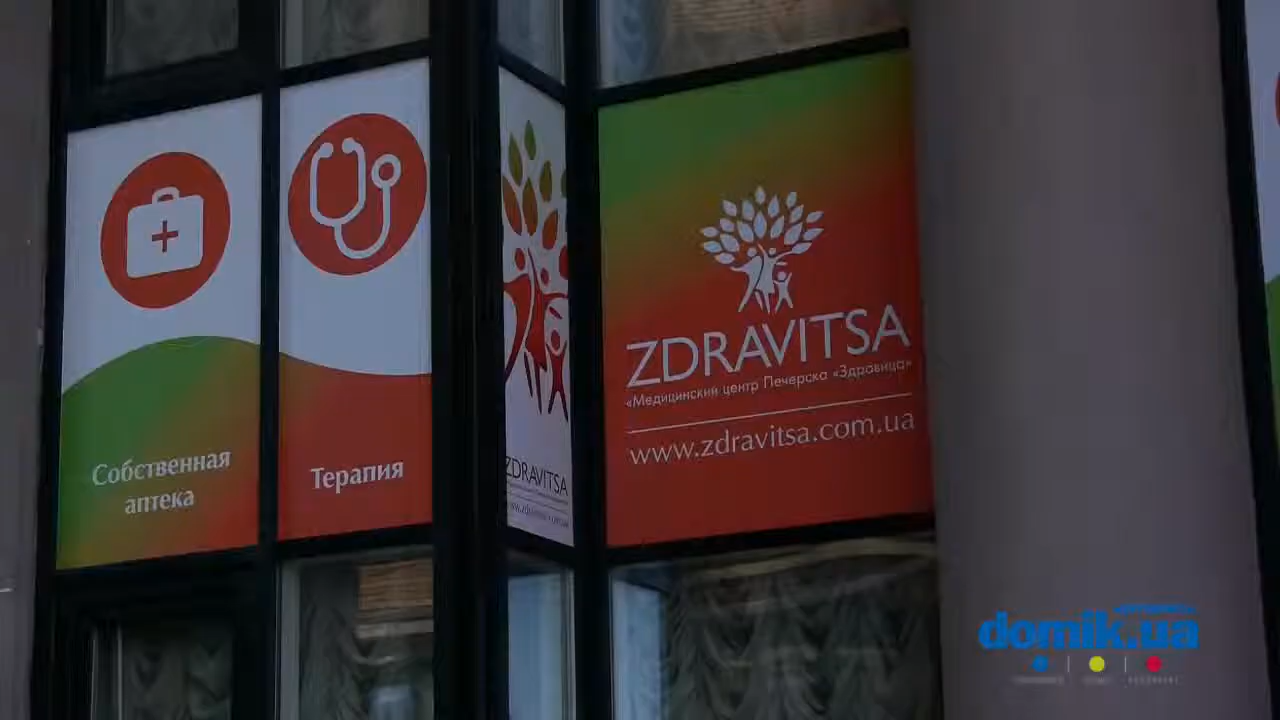 Собственная
аптека
Терапия
ZDRAVITSA
ZDRAVITSA
«Медицинский центр Печерска «Здравица»
www.zdravitsa.com.ua
domik.ua